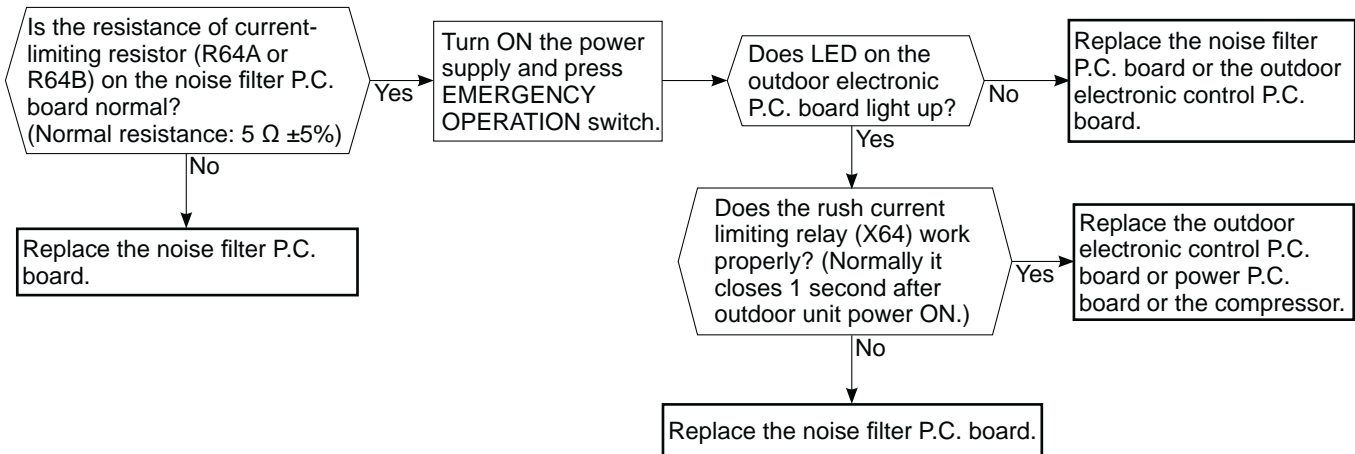 Is the resistance of current-
limiting resistor (R64A or
R64B) on the noise filter P.C.
board normal?
(Normal resistance: 5 Ω ±5%)
Yes
No
Replace the noise filter P.C.
board.
Turn ON the power
supply and press
EMERGENCY
OPERATION switch.
Does LED on the
outdoor electronic
P.C. board light up?
No
Yes
Replace the noise filter
P.C. board or the outdoor
electronic control P.C.
board.
Does the rush current
limiting relay (X64) work
properly? (Normally it
closes 1 second after
outdoor unit power ON.)
Yes
No
Replace the outdoor
electronic control P.C.
board or power P.C.
board or the compressor.
Replace the noise filter P.C. board.